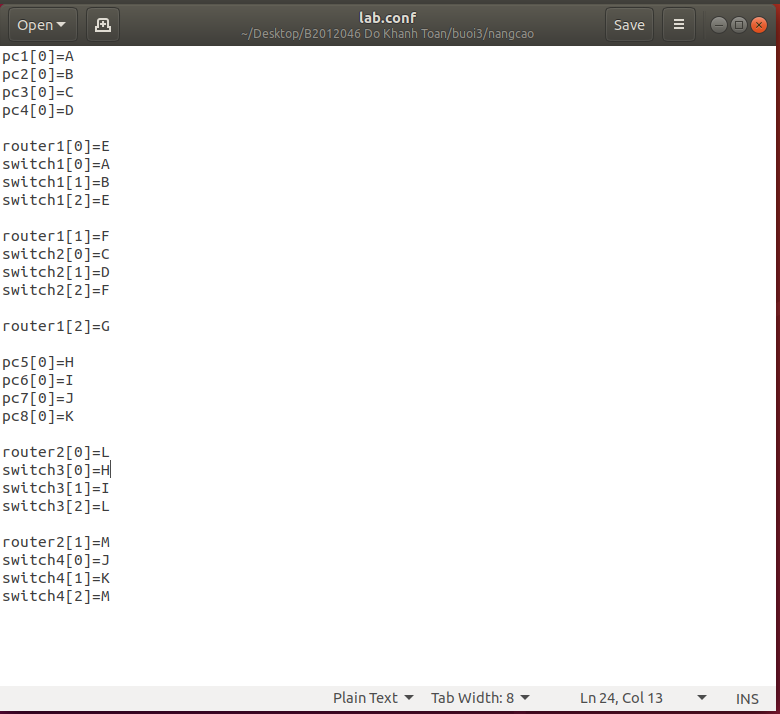 Open
lab.conf
~/Desktop/B2012046 Do Khanh Toan/buoi3/nangcao
Save
pc1[0]=A
pc2[0]=B
pc3[0]=C
pc4[0]=D
router1[0]=E
switch1[0]=A
switch1[1]=B
switch1[2]=E
router1[1]=F
switch2[0]=C
switch2[1]=D
switch2[2]=F
router1[2]=G
pc5[0]=H
pc6[0]=I
pc7[0]=J
pc8[0]=K
router2[0]=L
switch3[0]=H
switch3[1]=I
switch3[2]=L
router2[1]=M
switch4[0]=J
switch4[1]=K
switch4[2]=M
Plain Text Tab Width: 8 Ln 24, Col 13 INS